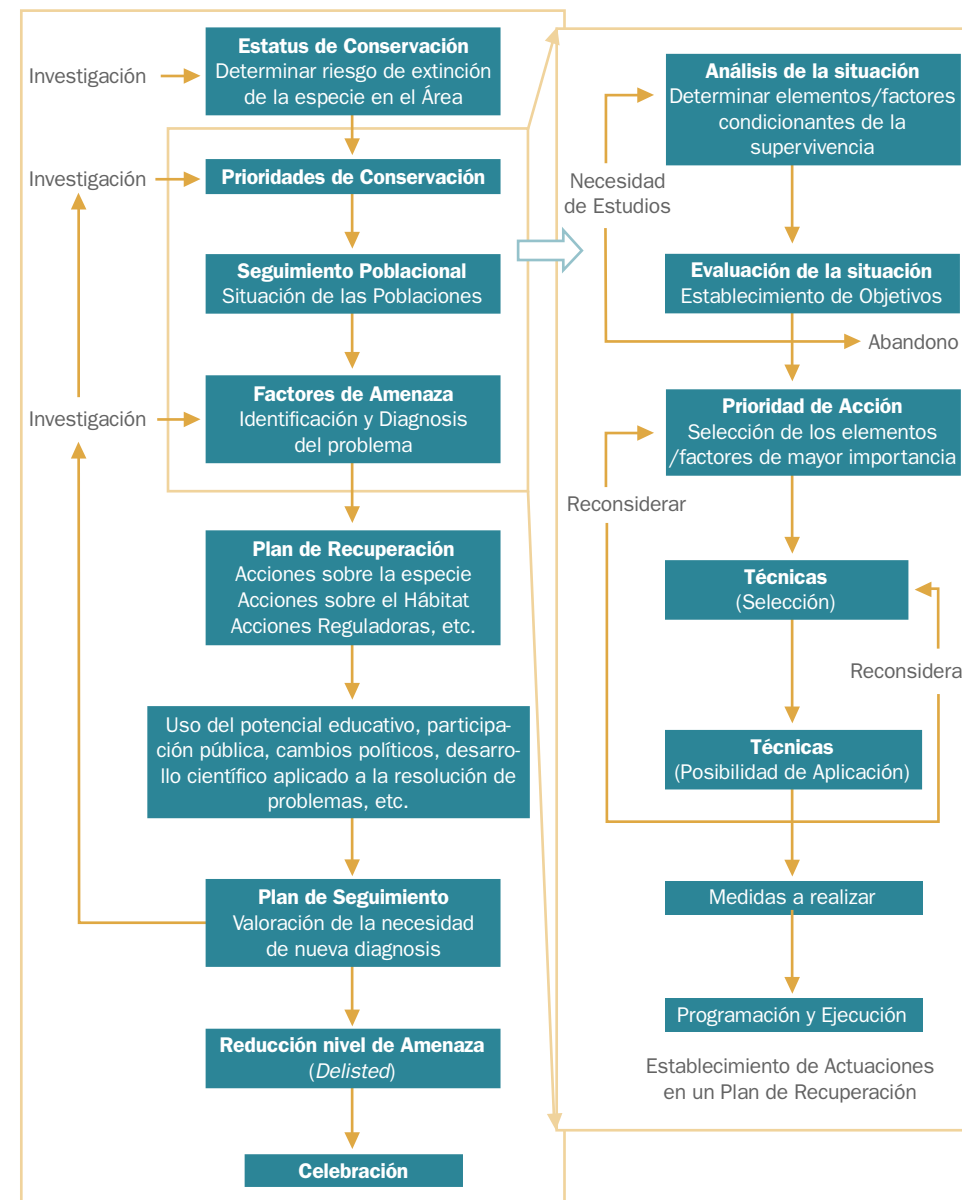 Estatus de Conservación
Determinar riesgo de extinción
de la especie en el Área
Investigación
Prioridades de Conservación
Investigación
Seguimiento Poblacional
Situación de las Poblaciones
Factores de Amenaza
Identificación y Diagnosis
del problema
Investigación
Plan de Recuperación
Acciones sobre la especie
Acciones sobre el Hábitat
Acciones Reguladoras, etc.
Uso del potencial educativo, participa-
ción pública, cambios políticos, desarro-
llo científico aplicado a la resolución de
problemas, etc.
Plan de Seguimiento
Valoración de la necesidad
de nueva diagnosis
Reducción nivel de Amenaza
(Delisted)
Celebración
Análisis de la situación
Determinar elementos/factores
condicionantes de la
supervivencia
Necesidad
de Estudios
Evaluación de la situación
Establecimiento de Objetivos
Abandono
Prioridad de Acción
Selección de los elementos
/factores de mayor importancia
Reconsiderar
Técnicas
(Selección)
Reconsidera
Técnicas
(Posibilidad de Aplicación)
Medidas a realizar
Programación y Ejecución
Establecimiento de Actuaciones
en un Plan de Recuperación